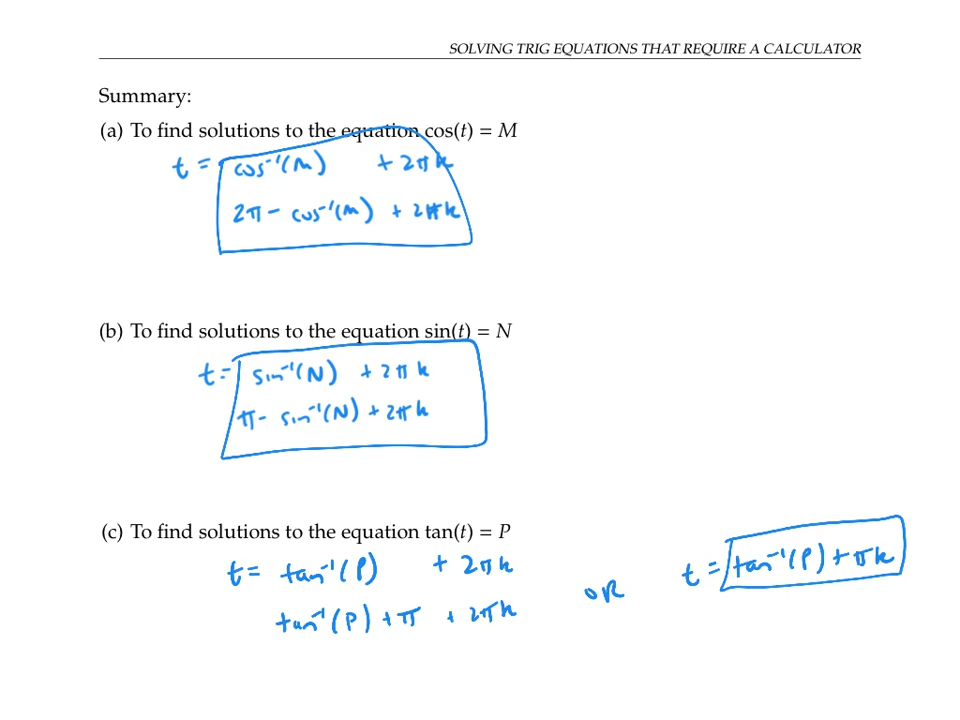 SOLVING TRIG EQUATIONS THAT REQUIRE A CALCULATOR
Summary:
(a) To find solutions to the equation cos(t) = M
t = cos⁻¹(M) + 2πk
2π - cos⁻¹(M) + 2πk
(b) To find solutions to the equation sin(t) = N
t = sin⁻¹(N) + 2πk
π - sin⁻¹(N) + 2πk
(c) To find solutions to the equation tan(t) = P
t = tan⁻¹(P) + 2πk
tan⁻¹(P) + π + 2πk
OR
t = tan⁻¹(P) + πk